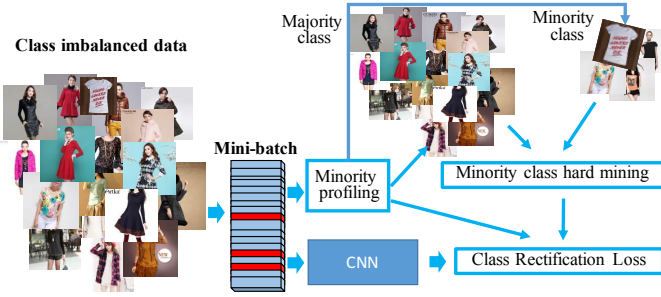 Class imbalanced data
Majority
class
Minority
class
Mini-batch
Minority
profiling
Minority class hard mining
CNN
Class Rectification Loss